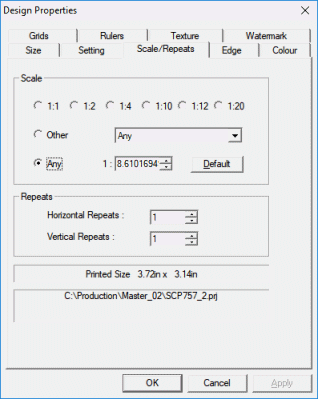 Design Properties
Grids Rulers Texture Watermark
Size Setting Scale/Repeats Edge Colour
Scale
1:1 1:2 1:4 1:10 1:12 1:20
Other Any
Any 1 : 8.6101694 Default
Repeats
Horizontal Repeats : 1
Vertical Repeats : 1
Printed Size 3.72in x 3.14in
C:\Production\Master_02\SCP757_2.prj
OK Cancel Apply